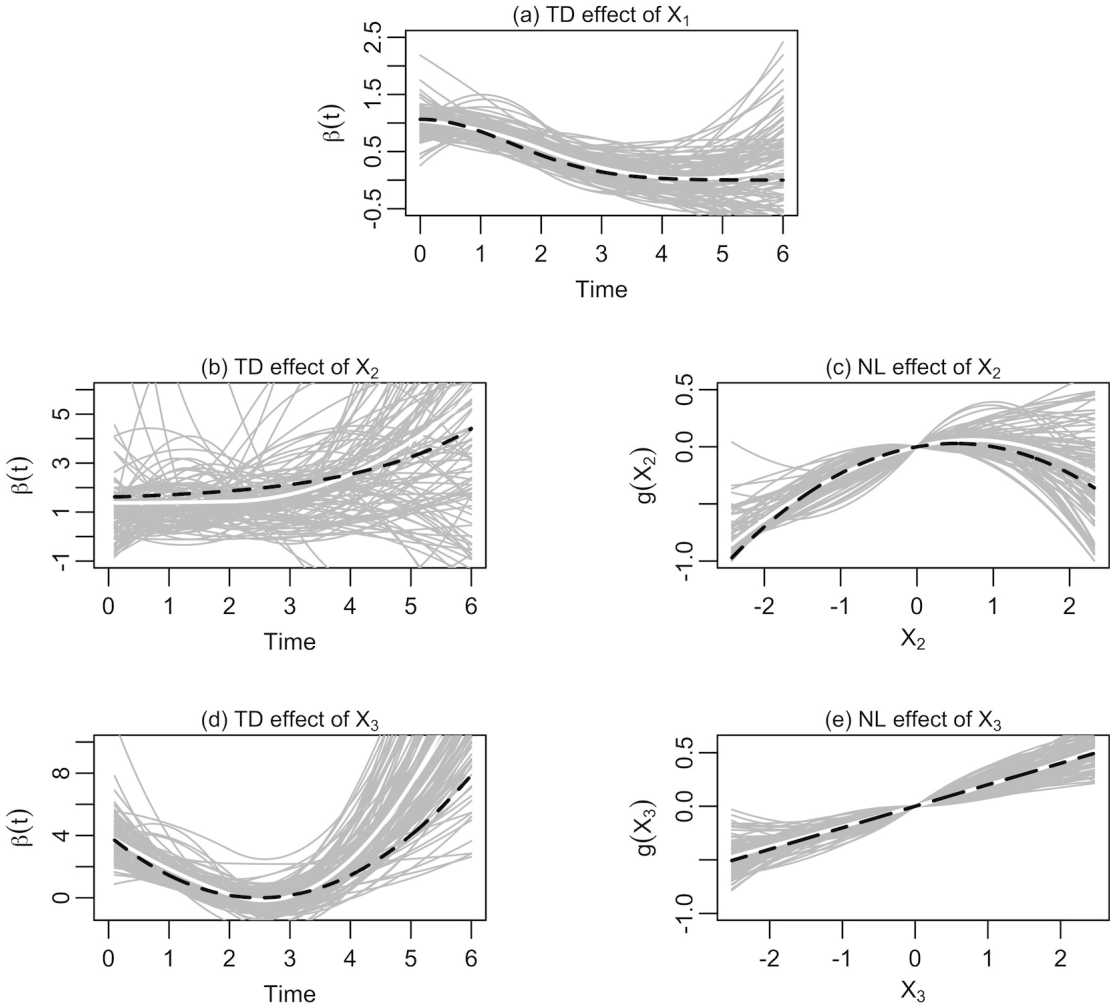 (a) TD effect of X₁
β(t)
2.5
1.5
0.5
-0.5
0 1 2 3 4 5 6
Time
(b) TD effect of X₂
β(t)
5
3
1
-1
0 1 2 3 4 5 6
Time
(c) NL effect of X₂
g(X₂)
0.5
0.0
-1.0
-2 -1 0 1 2
X₂
(d) TD effect of X₃
β(t)
8
4
0
0 1 2 3 4 5 6
Time
(e) NL effect of X₃
g(X₃)
0.5
0.0
-1.0
-2 -1 0 1 2
X₃